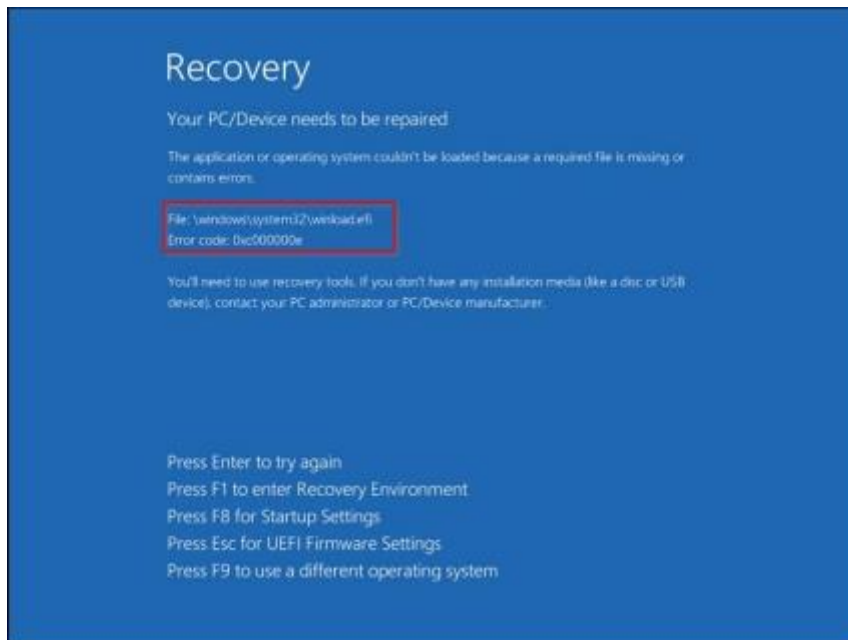 Recovery
Your PC/Device needs to be repaired
The application or operating system couldn't be loaded because a required file is missing or
contains errors.
File: \windows\system32\winload.efi
Error code: 0xc000000e
You'll need to use recovery tools. If you don't have any installation media (like a disc or USB
device), contact your PC administrator or PC/Device manufacturer.
Press Enter to try again
Press F1 to enter Recovery Environment
Press F8 for Startup Settings
Press Esc for UEFI Firmware Settings
Press F9 to use a different operating system